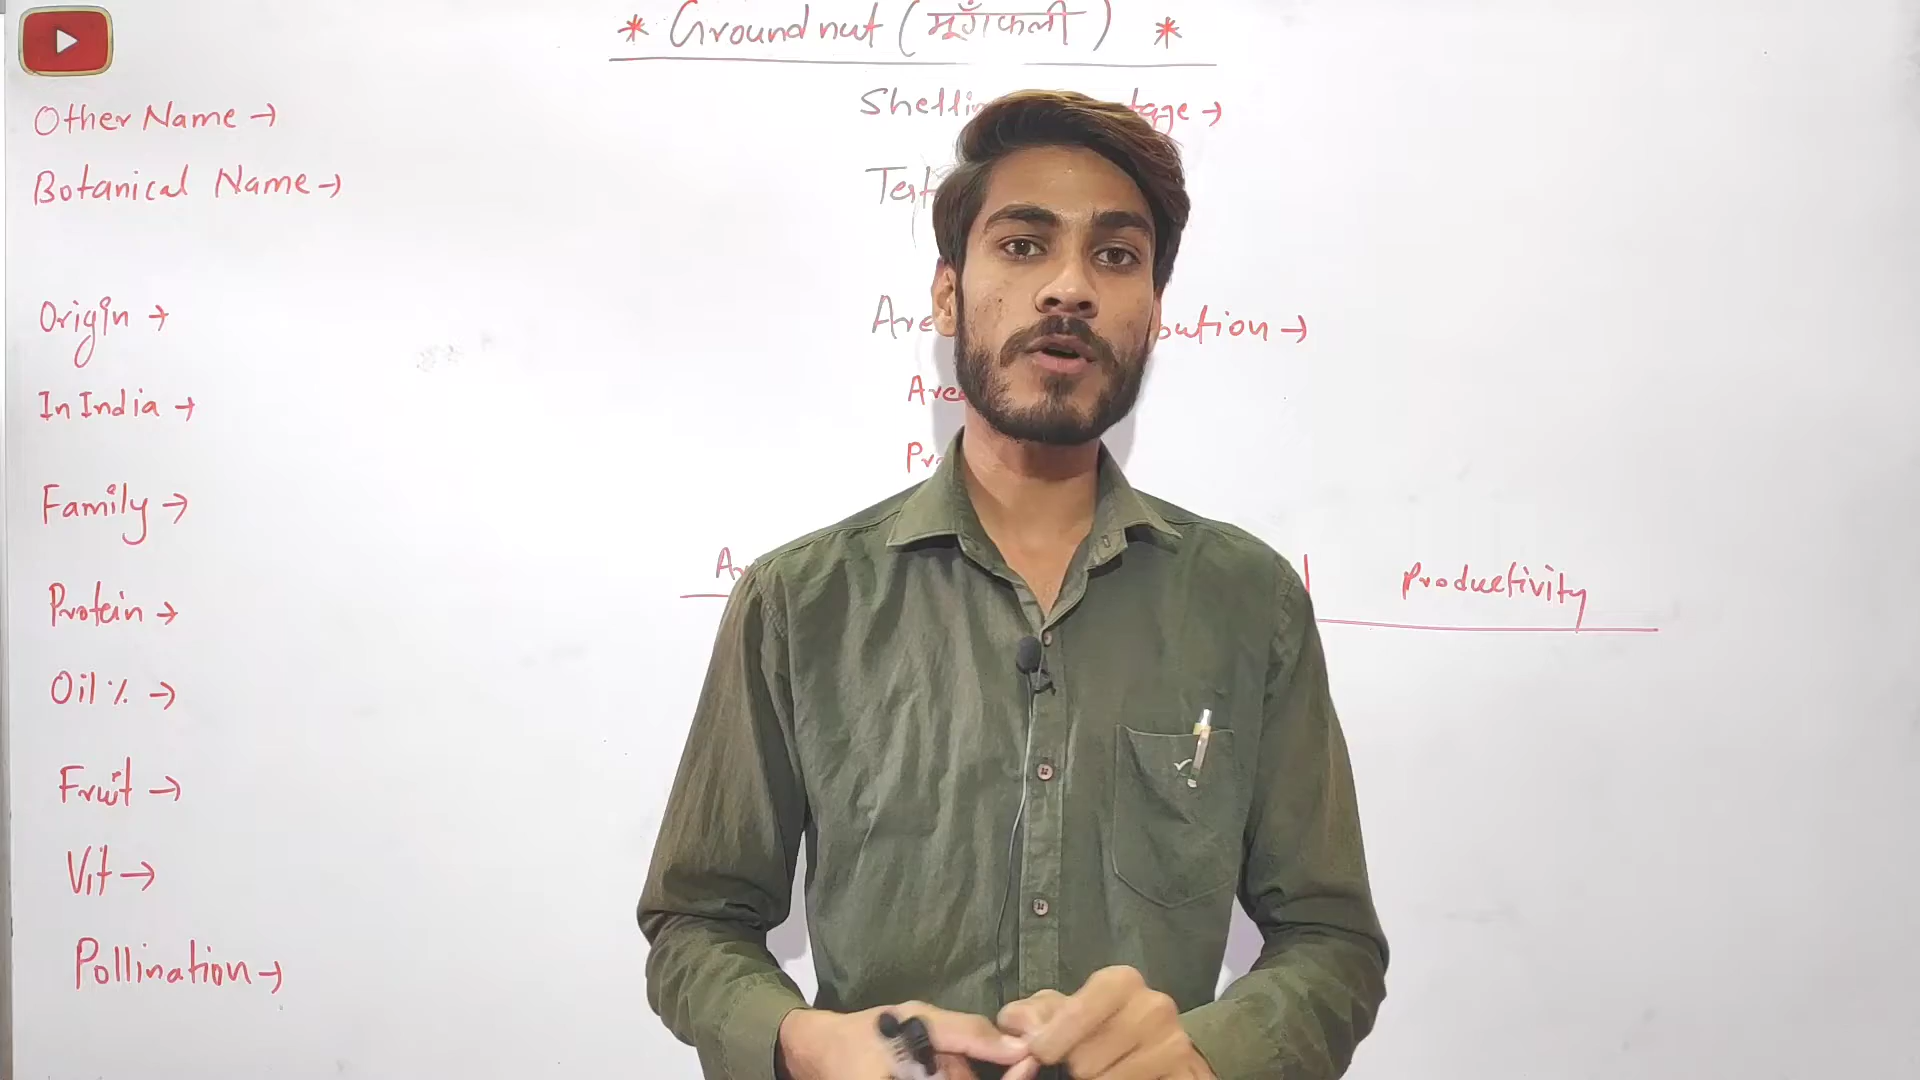 * Groundnut (मूँगफली) *
Other Name →
Botanical Name →
Origin →
In India →
Family →
Protein →
Oil % →
Fruit →
Vit →
Pollination →
Productivity